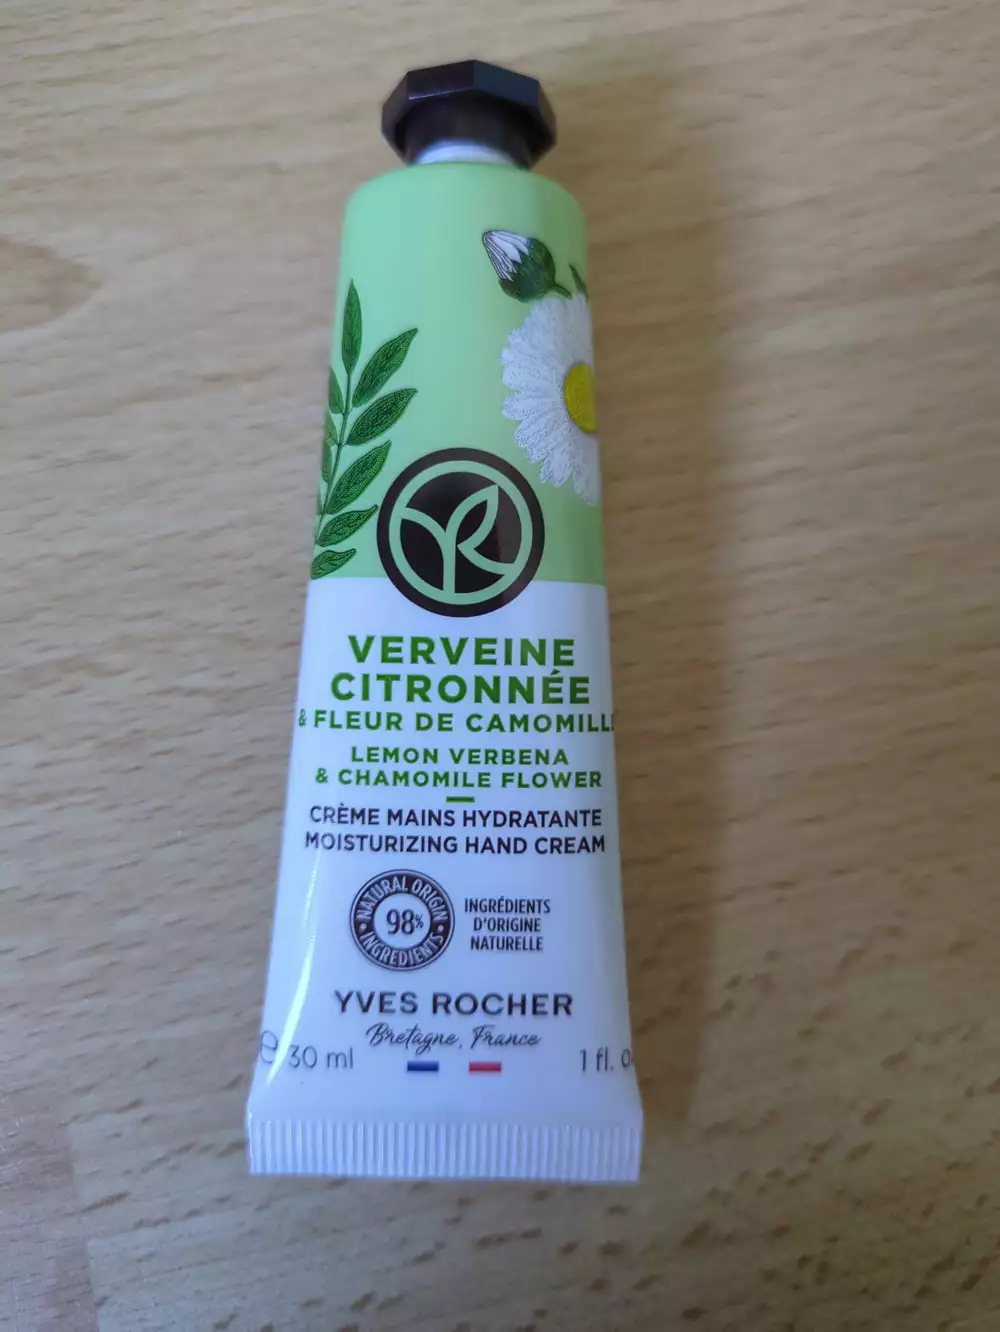 VERVEINE
CITRONNÉE
& FLEUR DE CAMOMILLE
LEMON VERBENA
& CHAMOMILE FLOWER
CRÈME MAINS HYDRATANTE
MOISTURIZING HAND CREAM
NATURAL ORIGIN
98%
INGREDIENTS
INGRÉDIENTS
D'ORIGINE
NATURELLE
YVES ROCHER
Bretagne, France
e 30 ml 1 fl. o